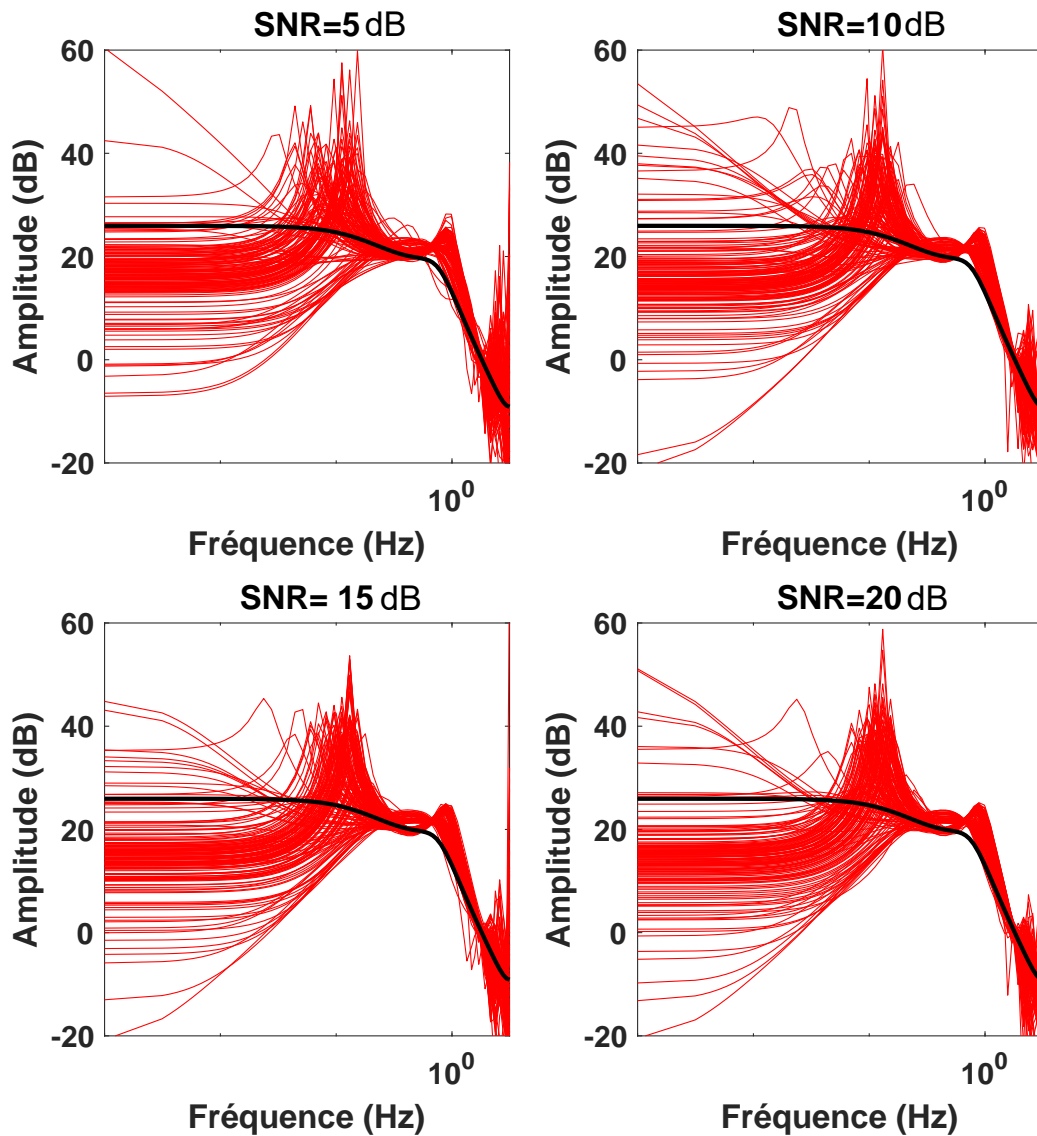 SNR=5 dB
60
40
20
0
-20
Amplitude (dB)
10⁰
Fréquence (Hz)
SNR=10 dB
60
40
20
0
-20
Amplitude (dB)
10⁰
Fréquence (Hz)
SNR= 15 dB
60
40
20
0
-20
Amplitude (dB)
10⁰
Fréquence (Hz)
SNR=20 dB
60
40
20
0
-20
Amplitude (dB)
10⁰
Fréquence (Hz)